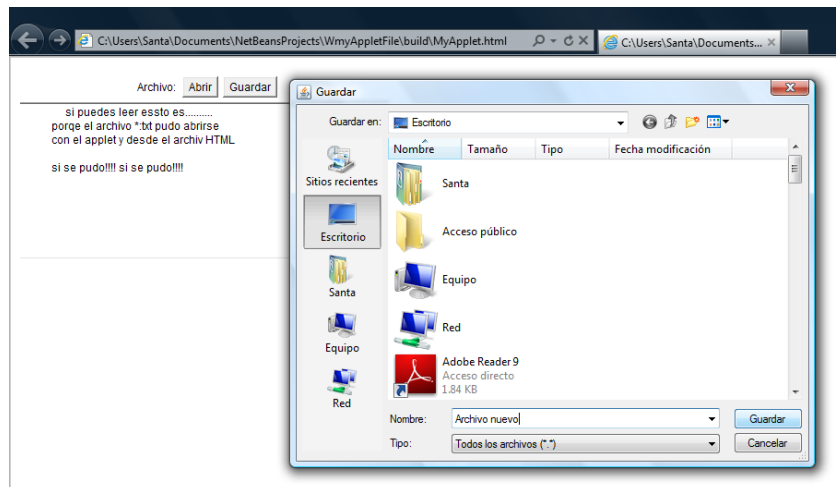 C:\Users\Santa\Documents\NetBeansProjects\WmyAppletFile\build\MyApplet.html
C:\Users\Santa\Docum ents...
Archivo: Abrir Guardar
si puedes leer essto es..........
porqe el archivo *:txt pudo abrirse
con el applet y desde el archiv HTML
si se pudo!!!! si se pudo!!!!
Guardar
Guardar en: Escritorio
Nombre Tamaño Tipo Fecha modificación
Sitios recientes
Escritorio
Santa
Equipo
Red
Santa
Acceso público
Equipo
Red
Adobe Reader 9
Acceso directo
1.84 KB
Nombre: Archivo nuevo Guardar
Tipo: Todos los archivos (*.*) Cancelar